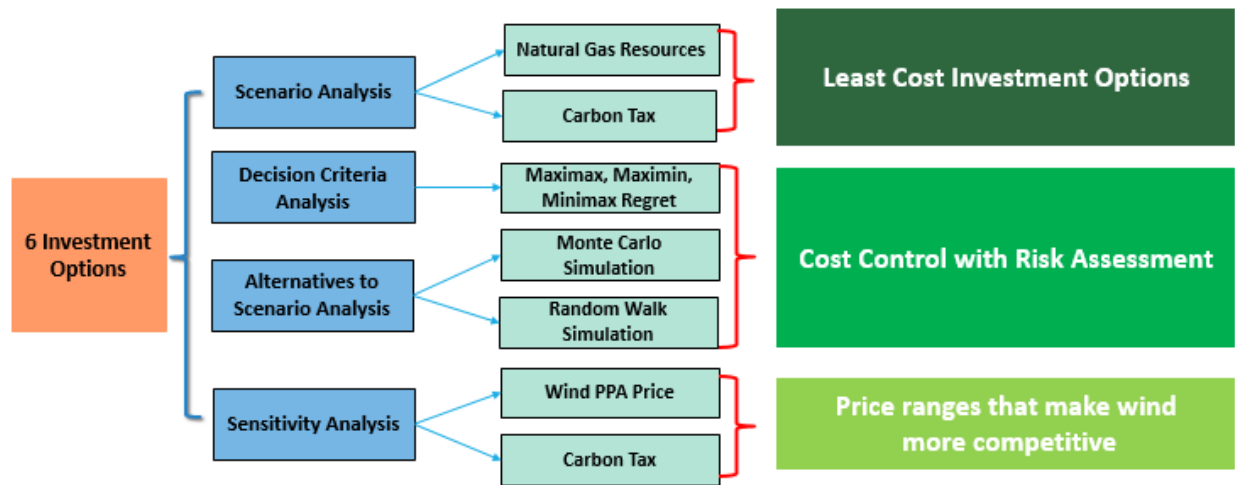 6 Investment
Options
Scenario Analysis
Decision Criteria
Analysis
Alternatives to
Scenario Analysis
Sensitivity Analysis
Natural Gas Resources
Carbon Tax
Maximax, Maximin,
Minimax Regret
Monte Carlo
Simulation
Random Walk
Simulation
Wind PPA Price
Carbon Tax
Least Cost Investment Options
Cost Control with Risk Assessment
Price ranges that make wind
more competitive